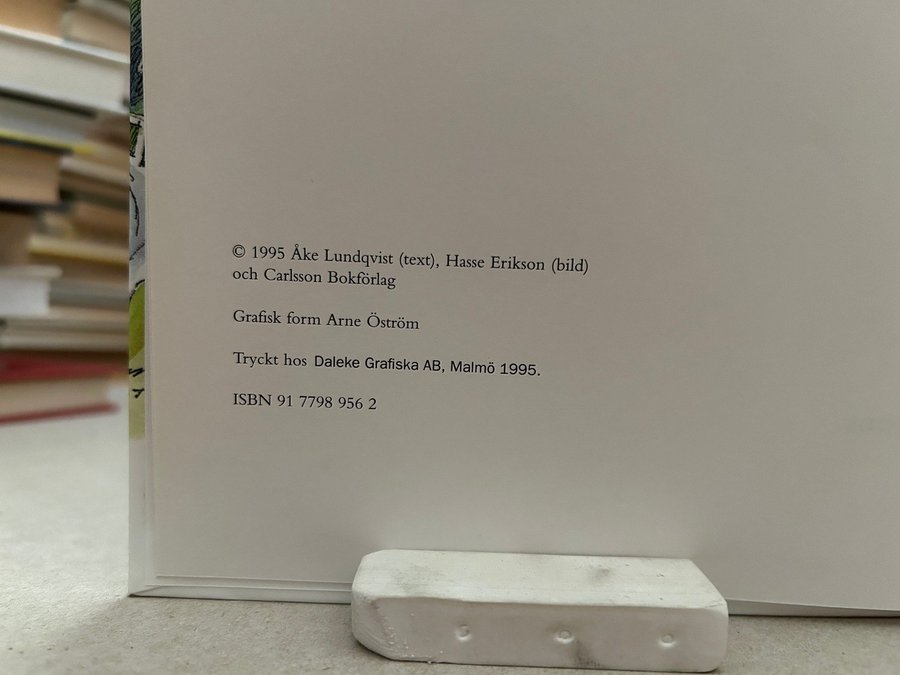 © 1995 Åke Lundqvist (text), Hasse Erikson (bild)
och Carlsson Bokförlag
Grafisk form Arne Öström
Tryckt hos Daleke Grafiska AB, Malmö 1995.
ISBN 91 7798 956 2